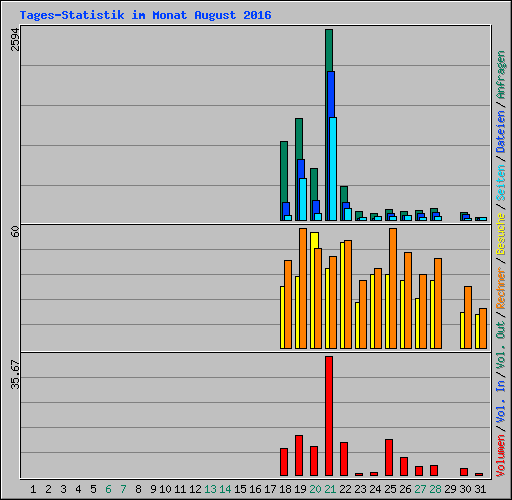 Tages-Statistik im Monat August 2016
2594
60
35.67
Volumen/Vol. In/Vol. Out/Rechner/Besuche/Seiten/Dateien/Anfragen
1 2 3 4 5 6 7 8 9 10 11 12 13 14 15 16 17 18 19 20 21 22 23 24 25 26 27 28 29 30 31